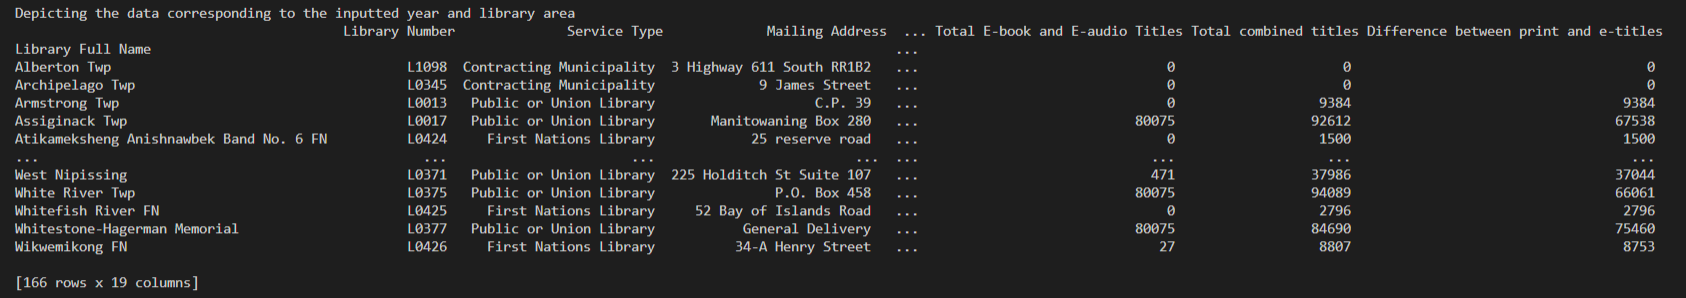 Depicting the data corresponding to the inputted year and library area
Library Number Service Type Mailing Address ... Total E-book and E-audio Titles Total combined titles Difference between print and e-titles
Library Full Name ...
Alberton Twp L1098 Contracting Municipality 3 Highway 611 South RR1B2 ... 0 0 0
Archipelago Twp L0345 Contracting Municipality 9 James Street ... 0 0 0
Armstrong Twp L0013 Public or Union Library C.P. 39 ... 0 9384 9384
Assiginack Twp L0017 Public or Union Library Manitowaning Box 280 ... 80075 92612 67538
Atikameksheng Anishnawbek Band No. 6 FN L0424 First Nations Library 25 reserve road ... 0 1500 1500
... ... ... ... ... ... ... ...
West Nipissing L0371 Public or Union Library 225 Holditch St Suite 107 ... 471 37986 37044
White River Twp L0375 Public or Union Library P.O. Box 458 ... 80075 94089 66061
Whitefish River FN L0425 First Nations Library 52 Bay of Islands Road ... 0 2796 2796
Whitestone-Hagerman Memorial L0377 Public or Union Library General Delivery ... 80075 84690 75460
Wikwemikong FN L0426 First Nations Library 34-A Henry Street ... 27 8807 8753
[166 rows x 19 columns]